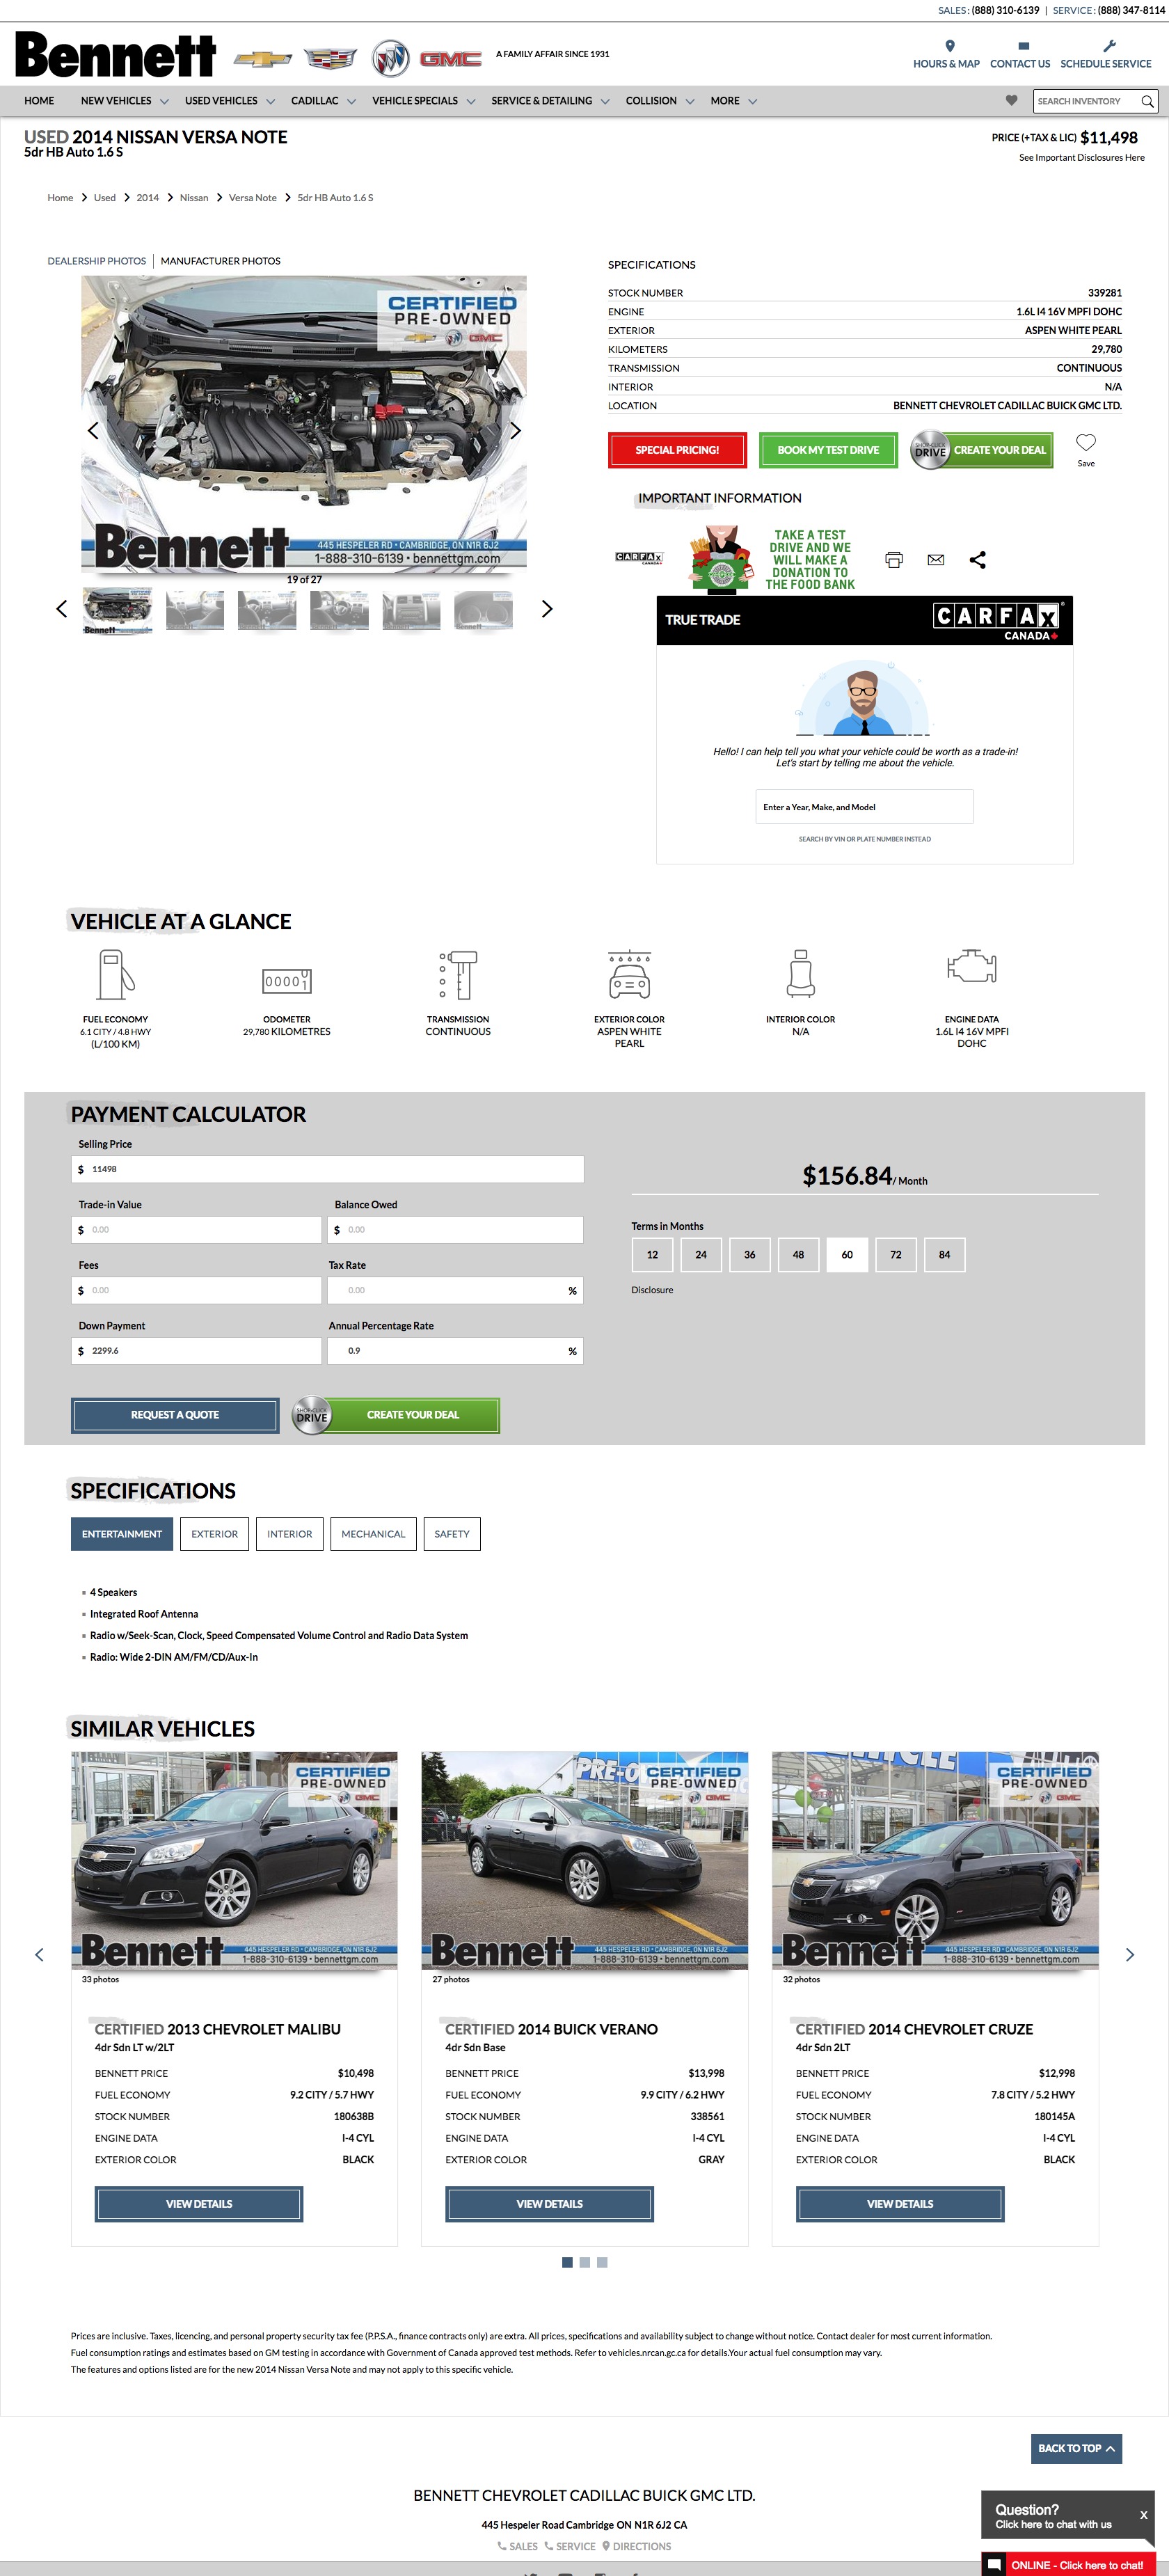 SALES: (888) 310-6139 | SERVICE: (888) 347-8114
Bennett
GMC
A FAMILY AFFAIR SINCE 1931
HOURS & MAP CONTACT US SCHEDULE SERVICE
HOME NEW VEHICLES USED VEHICLES CADILLAC VEHICLE SPECIALS SERVICE & DETAILING COLLISION MORE
SEARCH INVENTORY
USED 2014 NISSAN VERSA NOTE
5dr HB Auto 1.6 S
PRICE (+TAX & LIC) $11,498
See Important Disclosures Here
Home Used 2014 Nissan Versa Note 5dr HB Auto 1.6 S
DEALERSHIP PHOTOS | MANUFACTURER PHOTOS
CERTIFIED
PRE-OWNED
GMC
Bennett
445 HESPELER RD • CAMBRIDGE, ON N1R 6J2
1-888-310-6139 • bennettgm.com
19 of 27
SPECIFICATIONS
STOCK NUMBER 339281
ENGINE 1.6L I4 16V MPFI DOHC
EXTERIOR ASPEN WHITE PEARL
KILOMETERS 29,780
TRANSMISSION CONTINUOUS
INTERIOR N/A
LOCATION BENNETT CHEVROLET CADILLAC BUICK GMC LTD.
SPECIAL PRICING!
BOOK MY TEST DRIVE
SHOP·CLICK
DRIVE
CREATE YOUR DEAL
Save
IMPORTANT INFORMATION
CARFAX
CANADA
TAKE A TEST
DRIVE AND WE
WILL MAKE A
DONATION TO
THE FOOD BANK
TRUE TRADE
CARFAX
CANADA
Hello! I can help tell you what your vehicle could be worth as a trade-in!
Let's start by telling me about the vehicle.
Enter a Year, Make, and Model
SEARCH BY VIN OR PLATE NUMBER INSTEAD
VEHICLE AT A GLANCE
FUEL ECONOMY
6.1 CITY / 4.8 HWY
(L/100 KM)
ODOMETER
29,780 KILOMETRES
TRANSMISSION
CONTINUOUS
EXTERIOR COLOR
ASPEN WHITE
PEARL
INTERIOR COLOR
N/A
ENGINE DATA
1.6L I4 16V MPFI
DOHC
PAYMENT CALCULATOR
Selling Price
$ 11498
Trade-in Value Balance Owed
$ 0.00 $ 0.00
Fees Tax Rate
$ 0.00 0.00 %
Down Payment Annual Percentage Rate
$ 2299.6 0.9 %
$156.84 / Month
Terms in Months
12 24 36 48 60 72 84
Disclosure
REQUEST A QUOTE
SHOP·CLICK
DRIVE
CREATE YOUR DEAL
SPECIFICATIONS
ENTERTAINMENT EXTERIOR INTERIOR MECHANICAL SAFETY
4 Speakers
Integrated Roof Antenna
Radio w/Seek-Scan, Clock, Speed Compensated Volume Control and Radio Data System
Radio: Wide 2-DIN AM/FM/CD/Aux-In
SIMILAR VEHICLES
CERTIFIED
PRE-OWNED
GMC
Bennett
445 HESPELER RD • CAMBRIDGE, ON N1R 6J2
1-888-310-6139 • bennettgm.com
33 photos
CERTIFIED 2013 CHEVROLET MALIBU
4dr Sdn LT w/2LT
BENNETT PRICE $10,498
FUEL ECONOMY 9.2 CITY / 5.7 HWY
STOCK NUMBER 180638B
ENGINE DATA I-4 CYL
EXTERIOR COLOR BLACK
VIEW DETAILS
CERTIFIED
PRE-OWNED
GMC
Bennett
445 HESPELER RD • CAMBRIDGE, ON N1R 6J2
1-888-310-6139 • bennettgm.com
27 photos
CERTIFIED 2014 BUICK VERANO
4dr Sdn Base
BENNETT PRICE $13,998
FUEL ECONOMY 9.9 CITY / 6.2 HWY
STOCK NUMBER 338561
ENGINE DATA I-4 CYL
EXTERIOR COLOR GRAY
VIEW DETAILS
CERTIFIED
PRE-OWNED
GMC
Bennett
445 HESPELER RD • CAMBRIDGE, ON N1R 6J2
1-888-310-6139 • bennettgm.com
32 photos
CERTIFIED 2014 CHEVROLET CRUZE
4dr Sdn 2LT
BENNETT PRICE $12,998
FUEL ECONOMY 7.8 CITY / 5.2 HWY
STOCK NUMBER 180145A
ENGINE DATA I-4 CYL
EXTERIOR COLOR BLACK
VIEW DETAILS
Prices are inclusive. Taxes, licencing, and personal property security tax fee (P.P.S.A., finance contracts only) are extra. All prices, specifications and availability subject to change without notice. Contact dealer for most current information.
Fuel consumption ratings and estimates based on GM testing in accordance with Government of Canada approved test methods. Refer to vehicles.nrcan.gc.ca for details.Your actual fuel consumption may vary.
The features and options listed are for the new 2014 Nissan Versa Note and may not apply to this specific vehicle.
BACK TO TOP
BENNETT CHEVROLET CADILLAC BUICK GMC LTD.
445 Hespeler Road Cambridge ON N1R 6J2 CA
SALES SERVICE DIRECTIONS
Question? X
Click here to chat with us
ONLINE - Click here to chat!